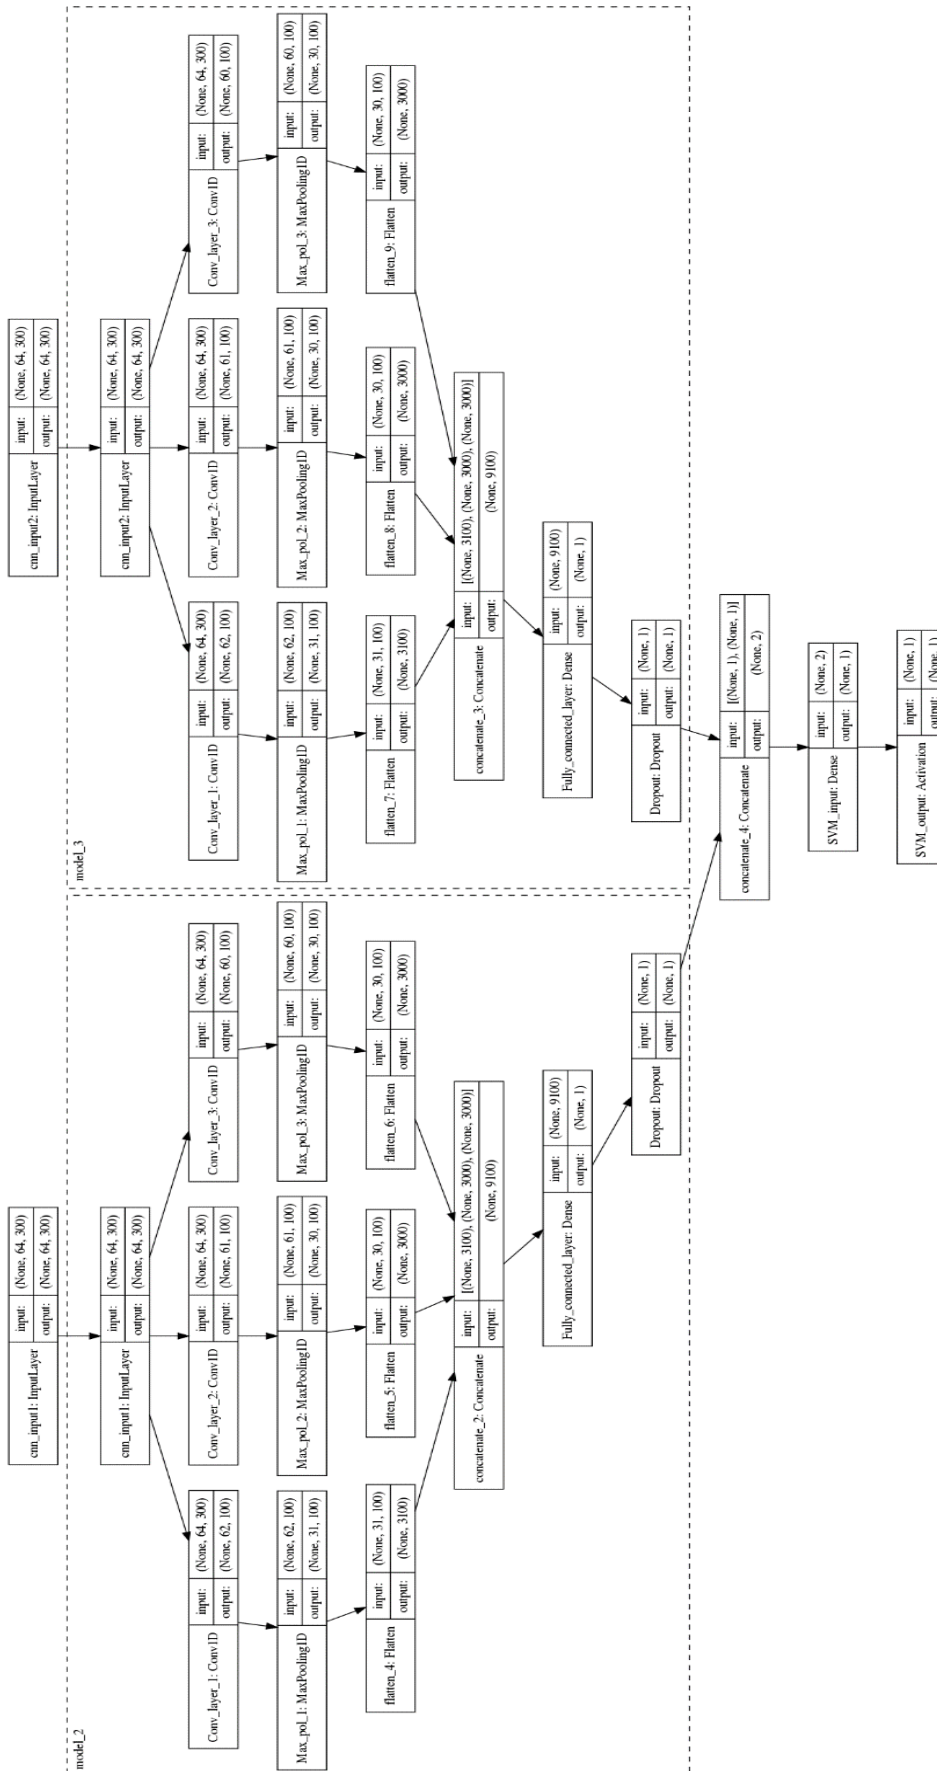 model_2
cnn_input1: InputLayer
input: (None, 64, 300)
output: (None, 64, 300)
cnn_input1: InputLayer
input: (None, 64, 300)
output: (None, 64, 300)
Conv_layer_1: Conv1D
input: (None, 64, 300)
output: (None, 62, 100)
Conv_layer_2: Conv1D
input: (None, 64, 300)
output: (None, 61, 100)
Conv_layer_3: Conv1D
input: (None, 64, 300)
output: (None, 60, 100)
Max_pol_1: MaxPooling1D
input: (None, 62, 100)
output: (None, 31, 100)
Max_pol_2: MaxPooling1D
input: (None, 61, 100)
output: (None, 30, 100)
Max_pol_3: MaxPooling1D
input: (None, 60, 100)
output: (None, 30, 100)
flatten_4: Flatten
input: (None, 31, 100)
output: (None, 3100)
flatten_5: Flatten
input: (None, 30, 100)
output: (None, 3000)
flatten_6: Flatten
input: (None, 30, 100)
output: (None, 3000)
concatenate_2: Concatenate
input: [(None, 3100), (None, 3000), (None, 3000)]
output: (None, 9100)
Fully_connected_layer: Dense
input: (None, 9100)
output: (None, 1)
Dropout: Dropout
input: (None, 1)
output: (None, 1)
model_3
cnn_input2: InputLayer
input: (None, 64, 300)
output: (None, 64, 300)
cnn_input2: InputLayer
input: (None, 64, 300)
output: (None, 64, 300)
Conv_layer_1: Conv1D
input: (None, 64, 300)
output: (None, 62, 100)
Conv_layer_2: Conv1D
input: (None, 64, 300)
output: (None, 61, 100)
Conv_layer_3: Conv1D
input: (None, 64, 300)
output: (None, 60, 100)
Max_pol_1: MaxPooling1D
input: (None, 62, 100)
output: (None, 31, 100)
Max_pol_2: MaxPooling1D
input: (None, 61, 100)
output: (None, 30, 100)
Max_pol_3: MaxPooling1D
input: (None, 60, 100)
output: (None, 30, 100)
flatten_7: Flatten
input: (None, 31, 100)
output: (None, 3100)
flatten_8: Flatten
input: (None, 30, 100)
output: (None, 3000)
flatten_9: Flatten
input: (None, 30, 100)
output: (None, 3000)
concatenate_3: Concatenate
input: [(None, 3100), (None, 3000), (None, 3000)]
output: (None, 9100)
Fully_connected_layer: Dense
input: (None, 9100)
output: (None, 1)
Dropout: Dropout
input: (None, 1)
output: (None, 1)
concatenate_4: Concatenate
input: [(None, 1), (None, 1)]
output: (None, 2)
SVM_input: Dense
input: (None, 2)
output: (None, 1)
SVM_output: Activation
input: (None, 1)
output: (None, 1)